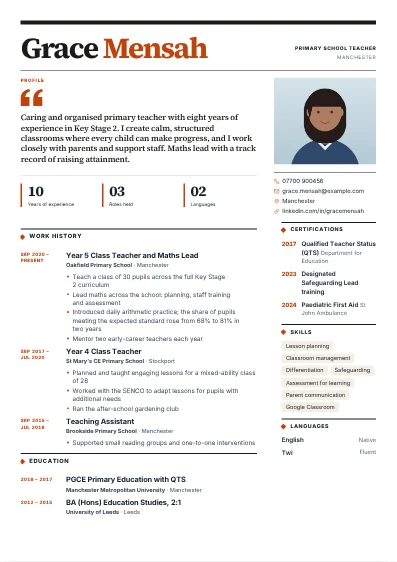 Grace Mensah
PRIMARY SCHOOL TEACHER
MANCHESTER
PROFILE
Caring and organised primary teacher with eight years of
experience in Key Stage 2. I create calm, structured
classrooms where every child can make progress, and I work
closely with parents and support staff. Maths lead with a track
record of raising attainment.
10
Years of experience
03
Roles held
02
Languages
WORK HISTORY
SEP 2020 –
PRESENT
Year 5 Class Teacher and Maths Lead
Oakfield Primary School · Manchester
• Teach a class of 30 pupils across the full Key Stage
2 curriculum
• Lead maths across the school: planning, staff training
and assessment
• Introduced daily arithmetic practice; the share of pupils
meeting the expected standard rose from 68% to 81% in
two years
• Mentor two early-career teachers each year
SEP 2017 –
JUL 2020
Year 4 Class Teacher
St Mary's CE Primary School · Stockport
• Planned and taught engaging lessons for a mixed-ability class
of 28
• Worked with the SENCO to adapt lessons for pupils with
additional needs
• Ran the after-school gardening club
SEP 2015 –
JUL 2016
Teaching Assistant
Brookside Primary School · Manchester
• Supported small reading groups and one-to-one interventions
EDUCATION
2016 – 2017
PGCE Primary Education with QTS
Manchester Metropolitan University · Manchester
2012 – 2015
BA (Hons) Education Studies, 2:1
University of Leeds · Leeds
07700 900456
grace.mensah@example.com
Manchester
linkedin.com/in/gracemensah
CERTIFICATIONS
2017 Qualified Teacher Status
(QTS) Department for
Education
2023 Designated
Safeguarding Lead
training
2024 Paediatric First Aid St
John Ambulance
SKILLS
Lesson planning
Classroom management
Differentiation Safeguarding
Assessment for learning
Parent communication
Google Classroom
LANGUAGES
English Native
Twi Fluent